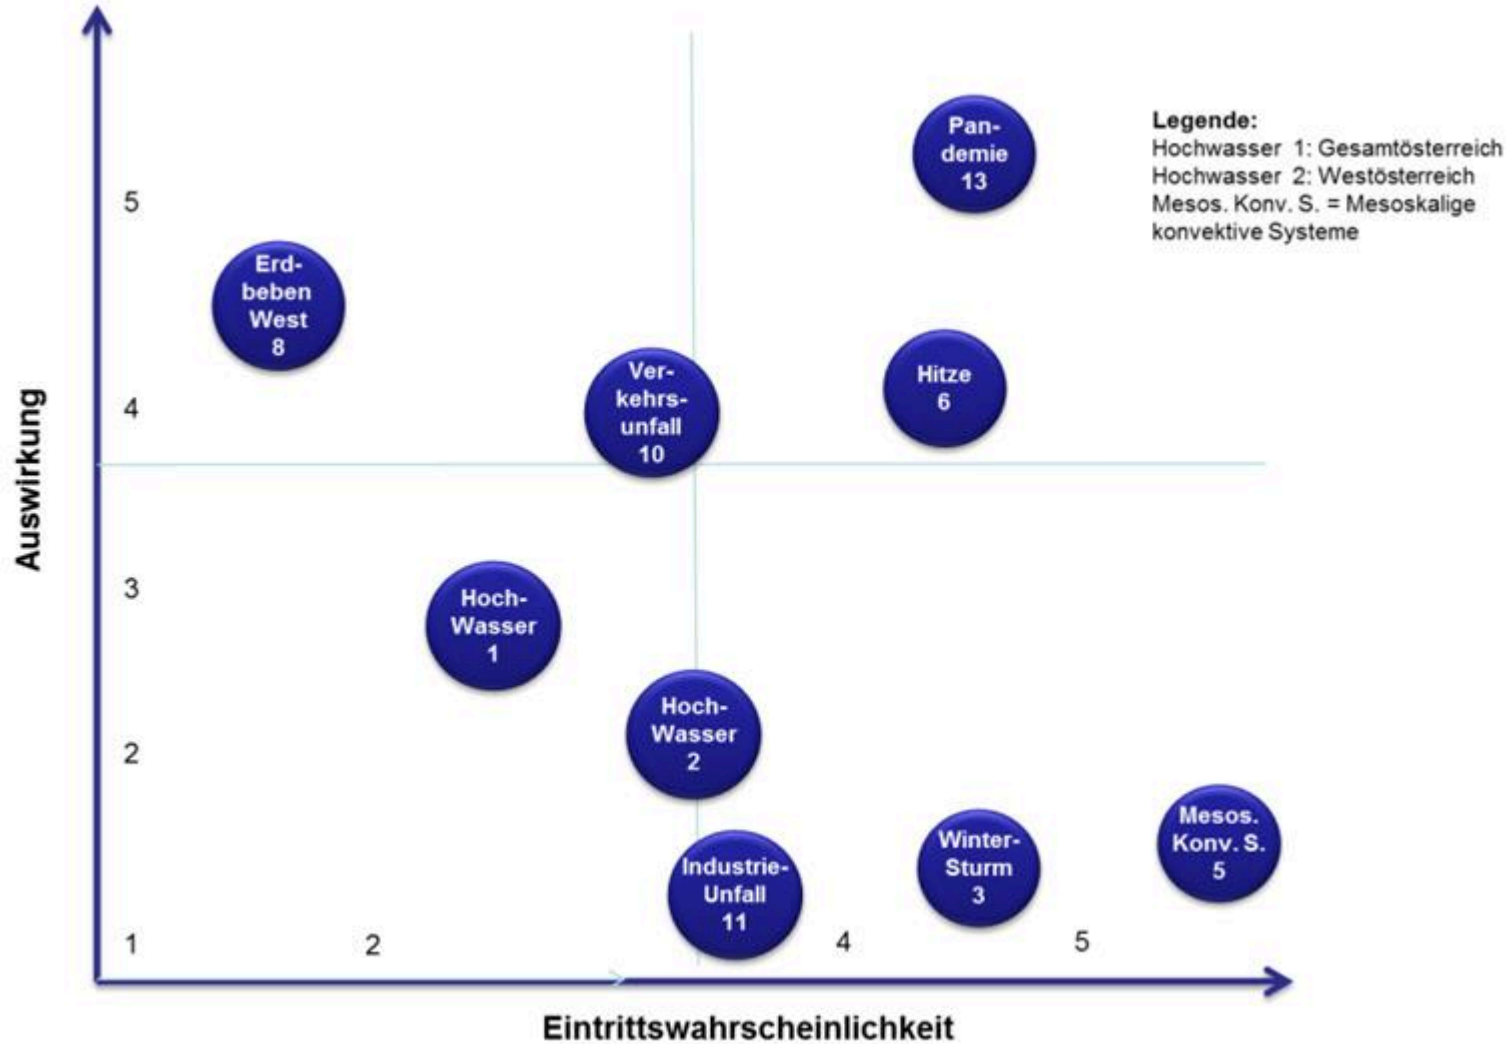 Pan-
demie
13
Legende:
Hochwasser 1: Gesamtösterreich
Hochwasser 2: Westösterreich
Mesos. Konv. S. = Mesoskalige
konvektive Systeme
5
Erd-
beben
West
8
Ver-
kehrs-
unfall
10
Hitze
6
4
Auswirkung
3
Hoch-
Wasser
1
Hoch-
Wasser
2
2
Mesos.
Konv. S.
5
Winter-
Sturm
3
Industrie-
Unfall
11
1
2
4
5
Eintrittswahrscheinlichkeit